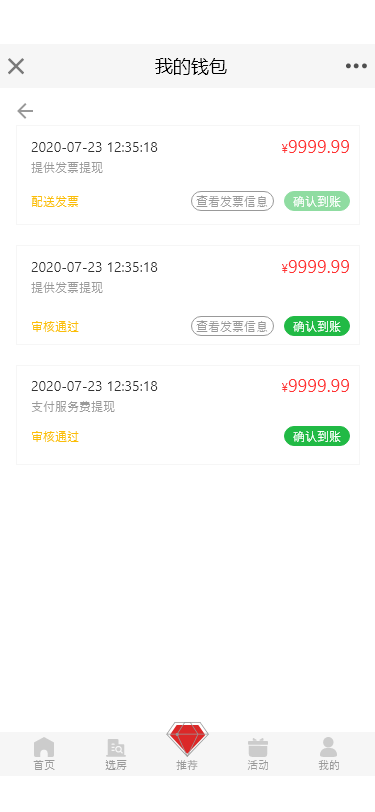 我的钱包
2020-07-23 12:35:18 ¥9999.99
提供发票提现
配送发票 查看发票信息 确认到账
2020-07-23 12:35:18 ¥9999.99
提供发票提现
审核通过 查看发票信息 确认到账
2020-07-23 12:35:18 ¥9999.99
支付服务费提现
审核通过 确认到账
首页 选房 推荐 活动 我的